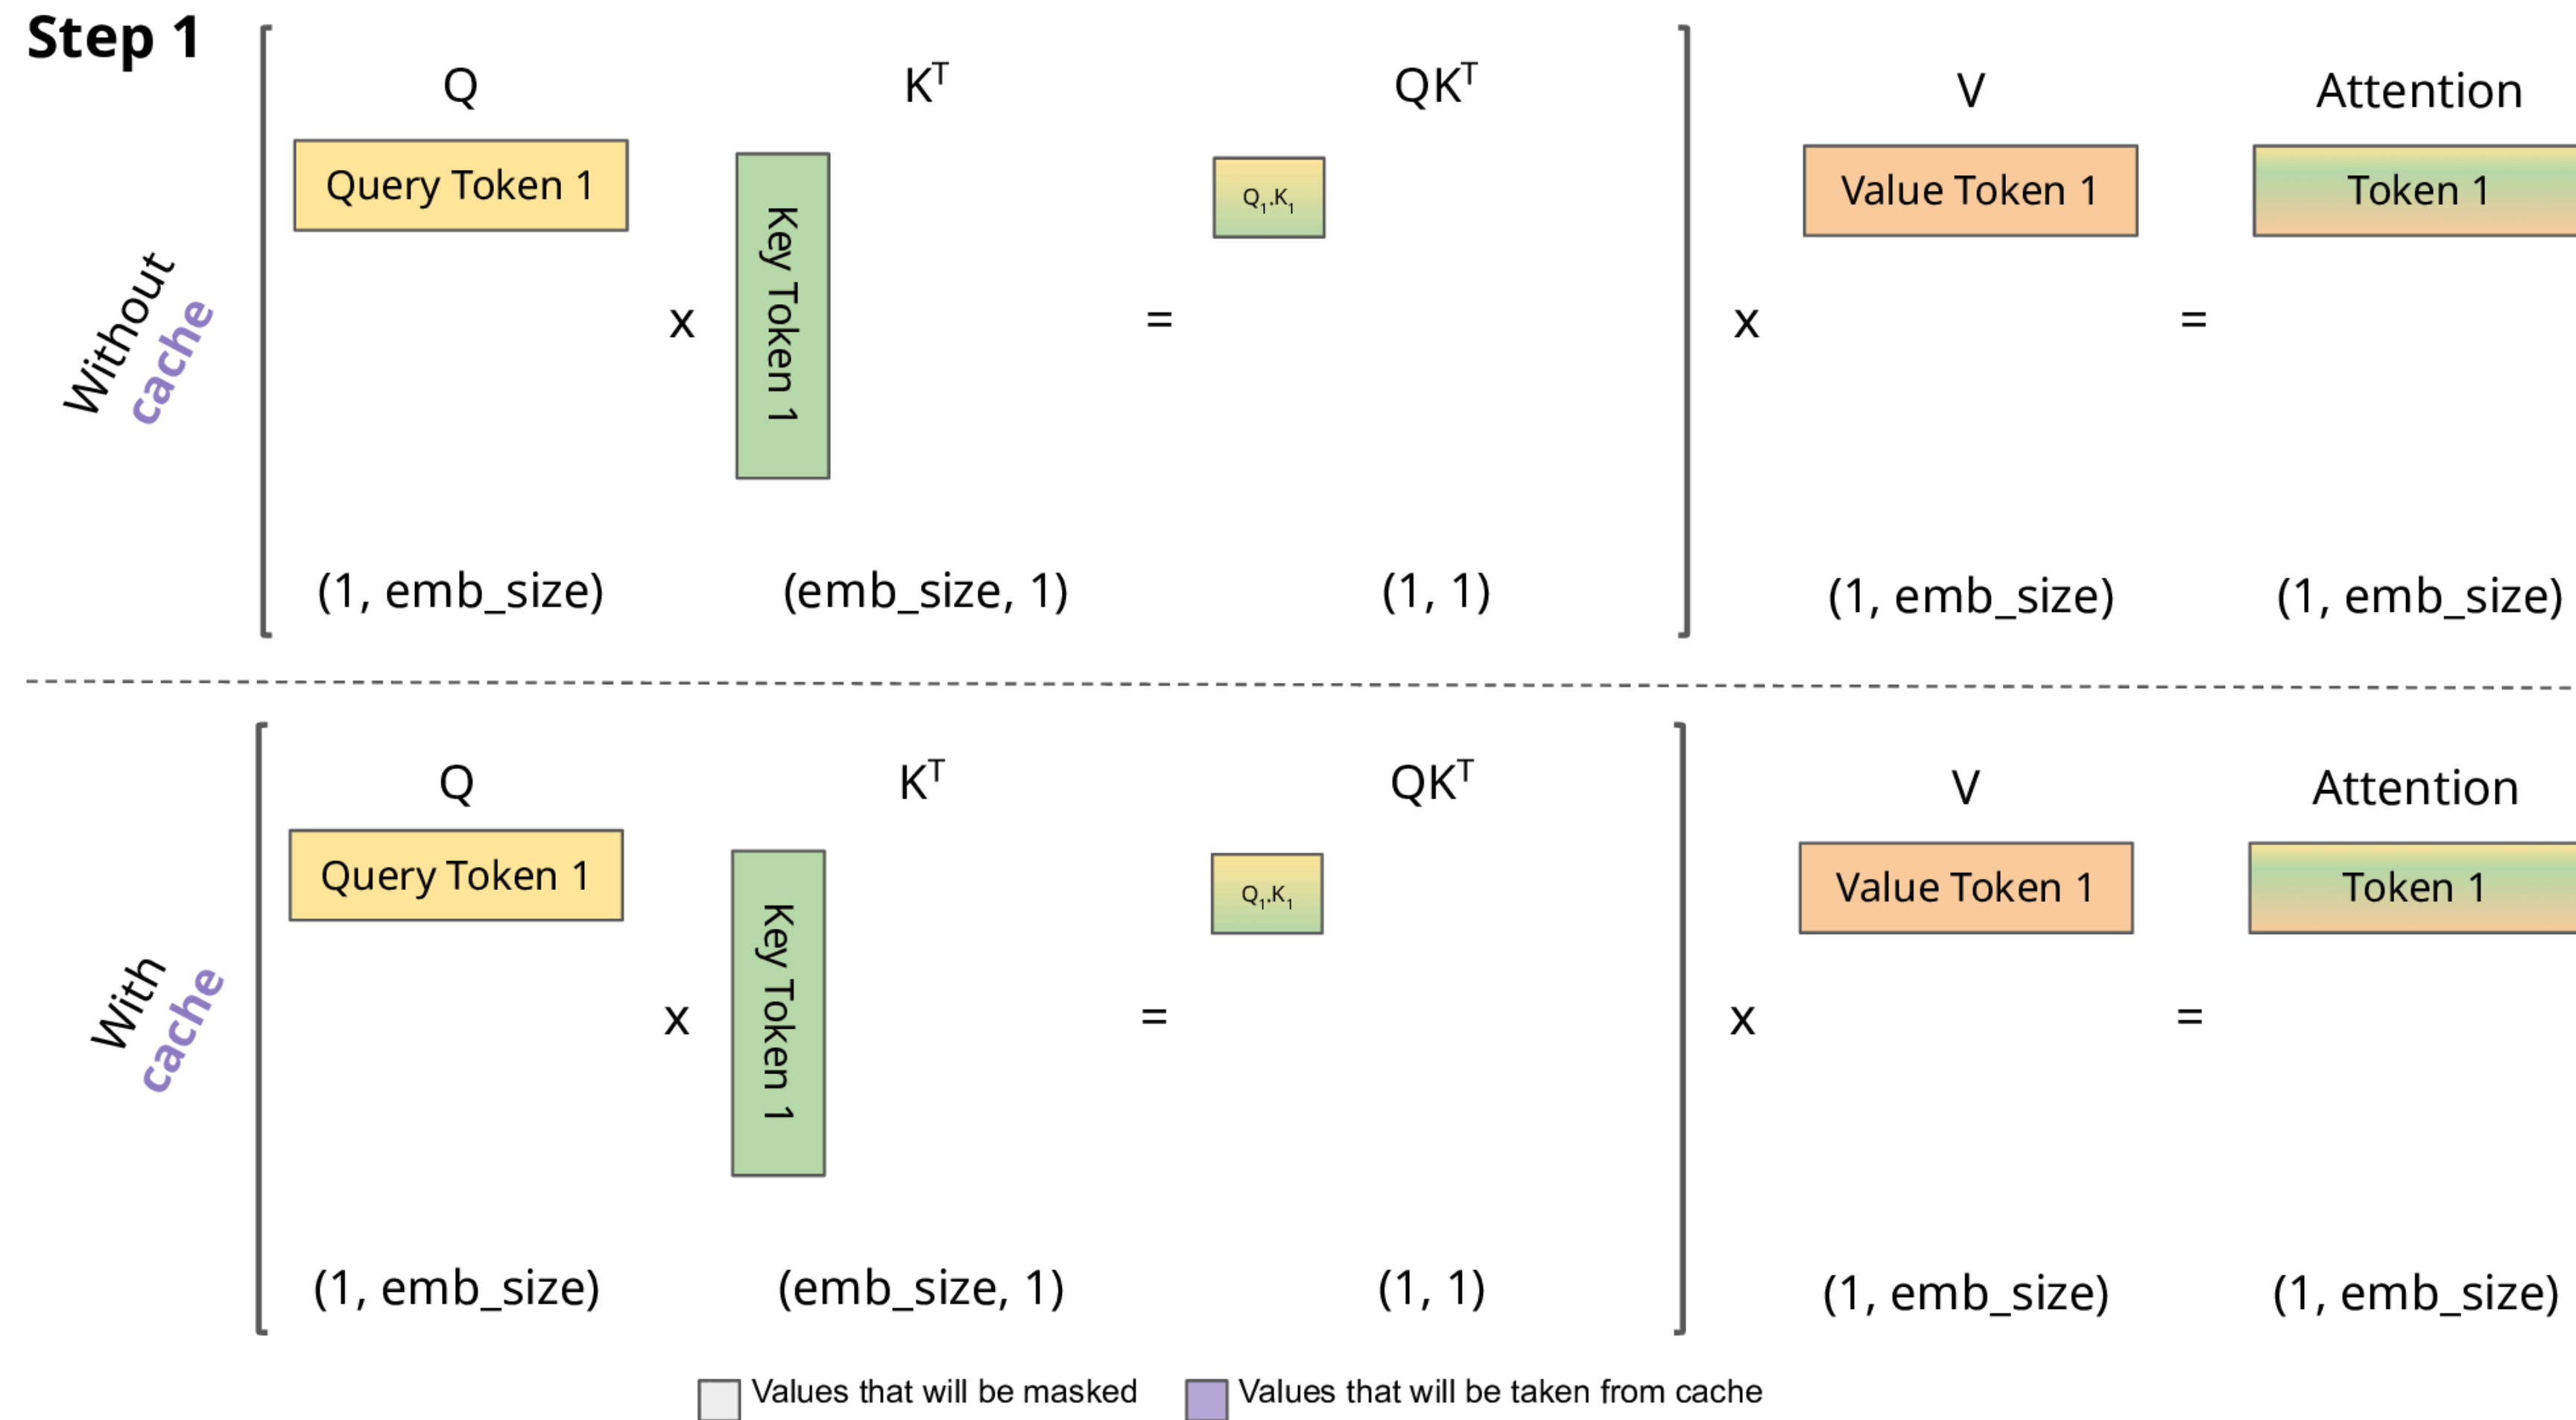 Step 1
Without
cache
Q
K^T
QK^T
V
Attention
Query Token 1
Key Token 1
Q₁.K₁
Value Token 1
Token 1
x
=
x
=
(1, emb_size)
(emb_size, 1)
(1, 1)
(1, emb_size)
(1, emb_size)
With
cache
Q
K^T
QK^T
V
Attention
Query Token 1
Key Token 1
Q₁.K₁
Value Token 1
Token 1
x
=
x
=
(1, emb_size)
(emb_size, 1)
(1, 1)
(1, emb_size)
(1, emb_size)
Values that will be masked
Values that will be taken from cache